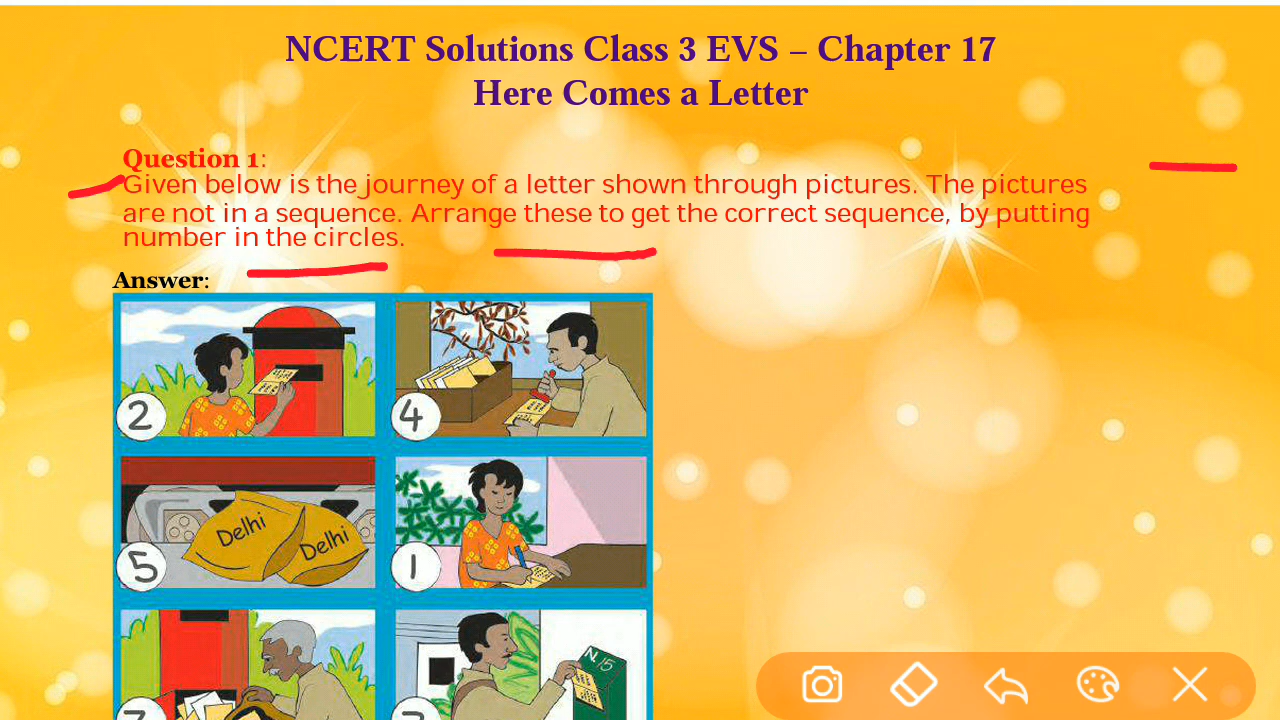 NCERT Solutions Class 3 EVS – Chapter 17
Here Comes a Letter
Question 1:
Given below is the journey of a letter shown through pictures. The pictures
are not in a sequence. Arrange these to get the correct sequence, by putting
number in the circles.
Answer:
2
4
Delhi
Delhi
5
1
N.15